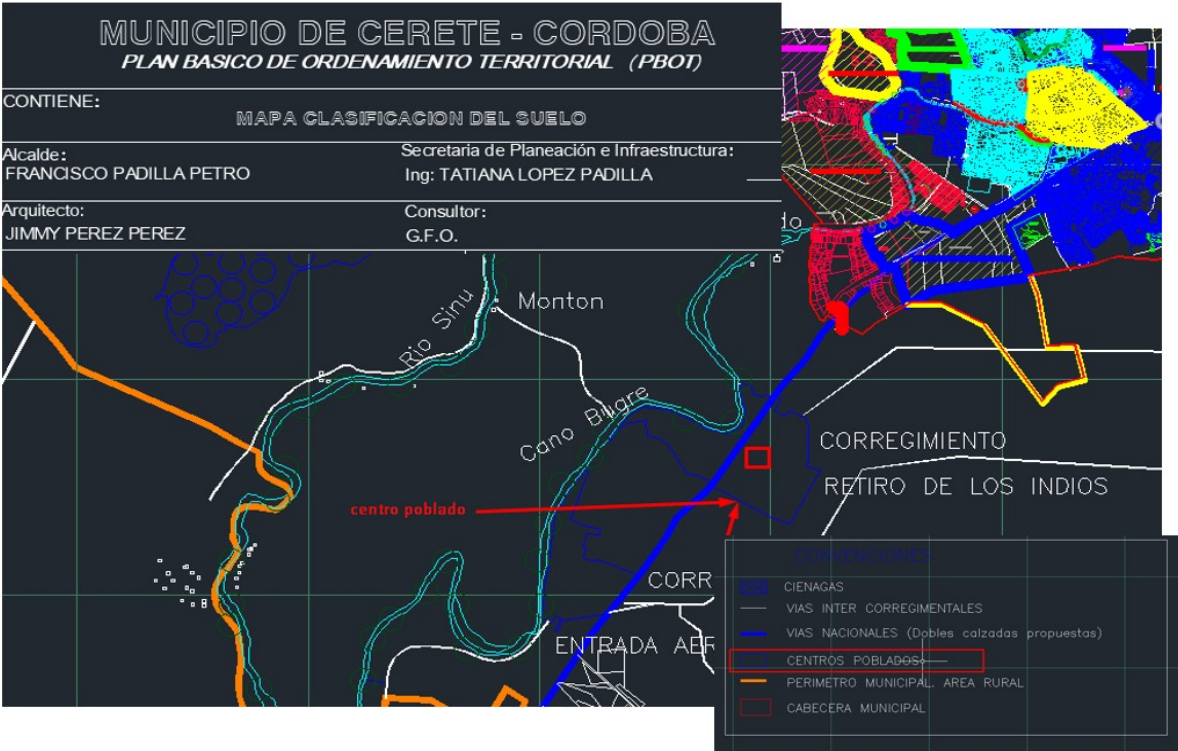 MUNICIPIO DE CERETE - CORDOBA
PLAN BASICO DE ORDENAMIENTO TERRITORIAL (PBOT)
CONTIENE:
MAPA CLASIFICACION DEL SUELO
Alcalde:
FRANCISCO PADILLA PETRO
Secretaria de Planeación e Infraestructura:
Ing: TATIANA LOPEZ PADILLA
Arquitecto:
JIMMY PEREZ PEREZ
Consultor:
G.F.O.
Rio Sinu
Monton
Cano Bugre
CORREGIMIENTO
RETIRO DE LOS INDIOS
centro poblado
CORR
ENTRADA AER
CONVENCIONES
CIENAGAS
VIAS INTER CORREGIMENTALES
VIAS NACIONALES (Dobles calzadas propuestas)
CENTROS POBLADOS
PERIMETRO MUNICIPAL. AREA RURAL
CABECERA MUNICIPAL